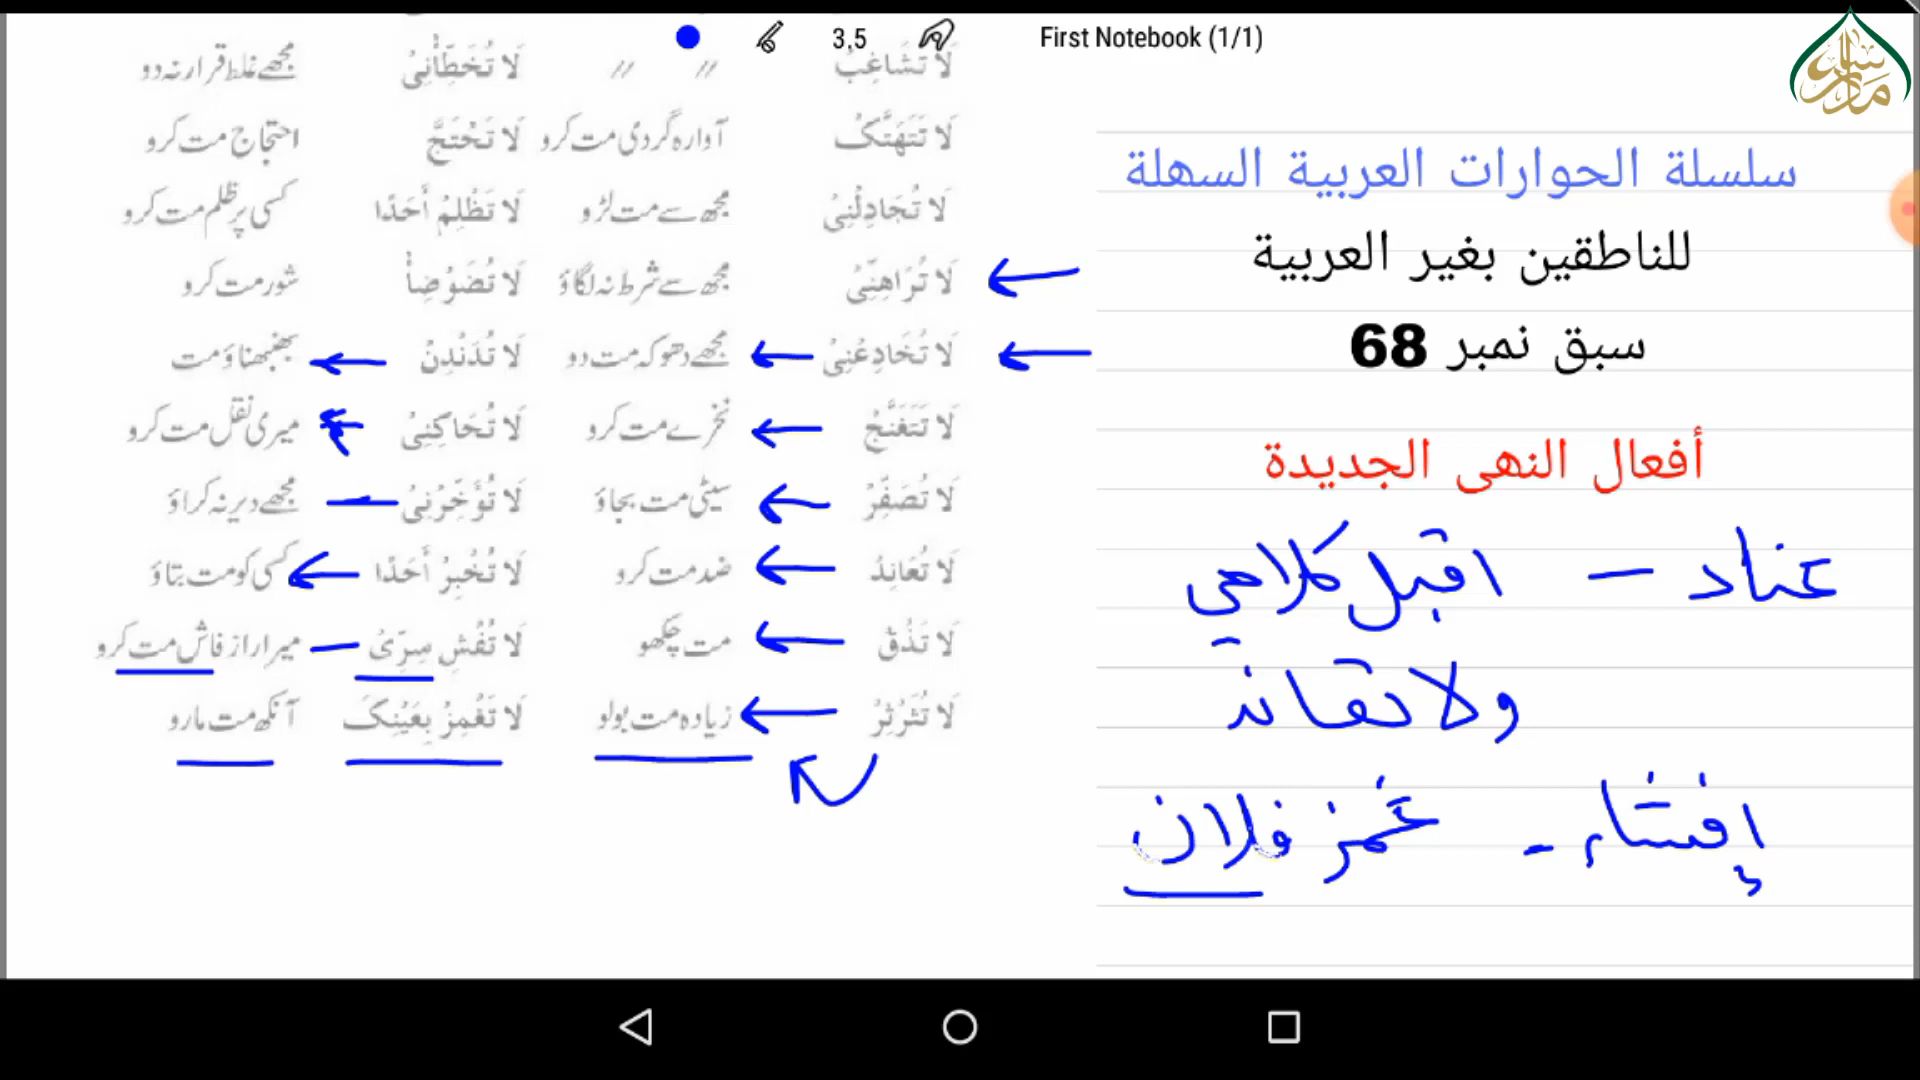 3,5 First Notebook (1/1)
لَا تُشَاغِبْ // // لَا تُخَطِّأْنِیْ مجھے غلط قرار نہ دو
لَا تَتَهَتَّكْ آوارہ گردی مت کرو لَا تَحْتَجَّ احتجاج مت کرو
لَا تُجَادِلْنِیْ مجھ سے مت لڑو لَا تَظْلِمْ أَحَدًا کسی پر ظلم مت کرو
لَا تُرَاهِنِّیْ مجھ سے شرط نہ لگاؤ لَا تُضَوْضِأْ شور مت کرو
لَا تُخَادِعْنِیْ مجھے دھوکہ مت دو لَا تُدَنْدِنْ بھنبھناؤ مت
لَا تَتَغَنَّجْ نخرے مت کرو لَا تُحَاكِنِیْ میری نقل مت کرو
لَا تُصَفِّرْ سیٹی مت بجاؤ لَا تُؤَخِّرْنِیْ مجھے دیر نہ کراؤ
لَا تُعَانِدْ ضد مت کرو لَا تُخْبِرْ أَحَدًا کسی کو مت بتاؤ
لَا تَذُقْ مت چکھو لَا تُفْشِ سِرِّیْ میرا راز فاش مت کرو
لَا تُثَرْثِرْ زیادہ مت بولو لَا تَغْمِزْ بِعَيْنِكَ آنکھ مت مارو
سلسلة الحوارات العربية السهلة
للناطقين بغير العربية
سبق نمبر 68
أفعال النهى الجديدة
عناد – اقبل كلامي
ولا تعاند
إفشاء - غمز فلان